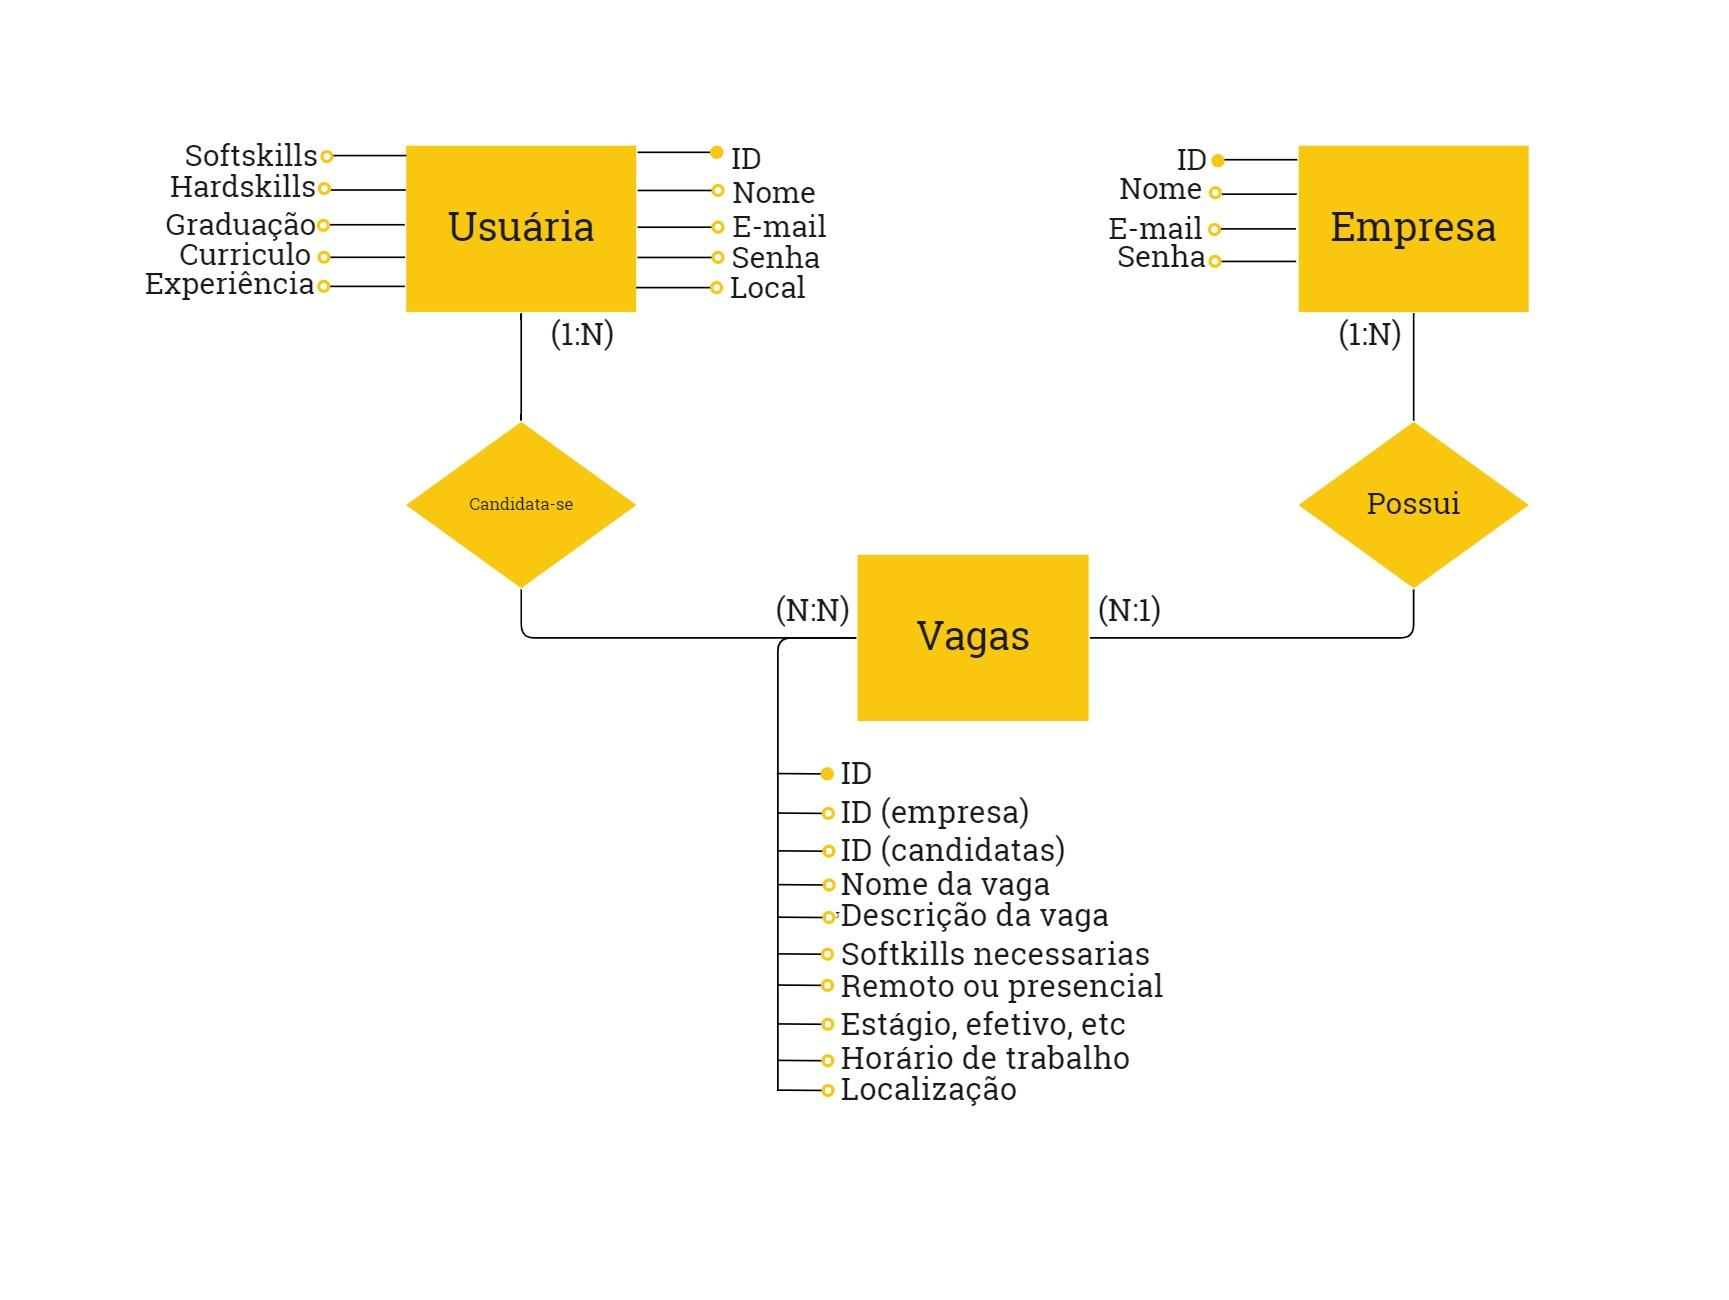 Softskills
Hardskills
Graduação
Curriculo
Experiência
Usuária
ID
Nome
E-mail
Senha
Local
(1:N)
ID
Nome
E-mail
Senha
Empresa
(1:N)
Candidata-se
Possui
(N:N)
Vagas
(N:1)
ID
ID (empresa)
ID (candidatas)
Nome da vaga
Descrição da vaga
Softkills necessarias
Remoto ou presencial
Estágio, efetivo, etc
Horário de trabalho
Localização